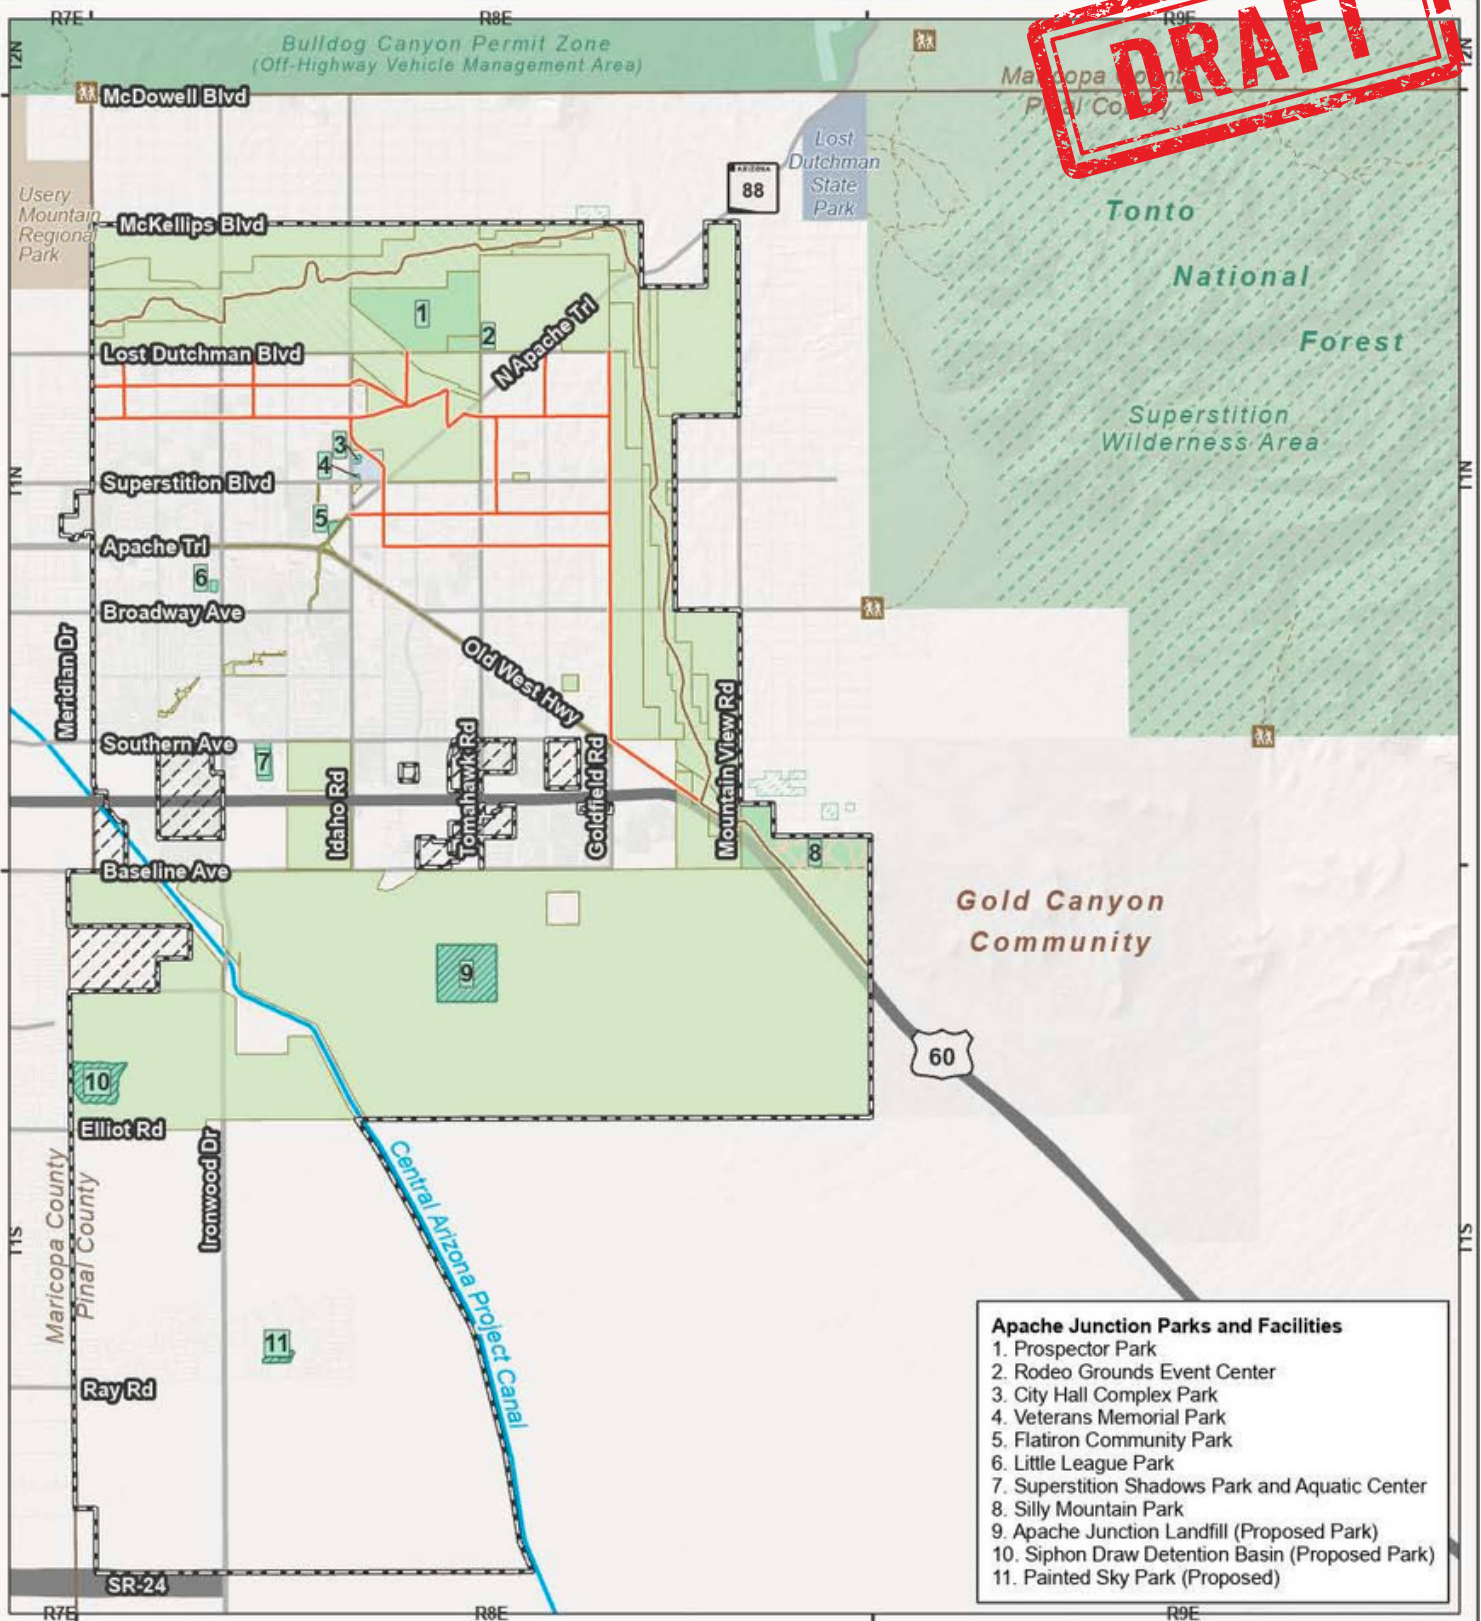 R7E
R8E
R9E
T2N
T2N
Bulldog Canyon Permit Zone
(Off-Highway Vehicle Management Area)
DRAFT
Maricopa County
Pinal County
McDowell Blvd
Lost
Dutchman
State
Park
ARIZONA
88
Usery
Mountain
Regional
Park
McKellips Blvd
Tonto
National
Forest
1
2
N Apache Trl
Lost Dutchman Blvd
Superstition
Wilderness Area
3
4
T1N
T1N
Superstition Blvd
5
Apache Trl
6
Broadway Ave
Meridian Dr
Old West Hwy
Southern Ave
7
Idaho Rd
Tomahawk Rd
Goldfield Rd
Mountain View Rd
8
Baseline Ave
Gold Canyon
Community
9
60
10
Elliot Rd
Maricopa County
Pinal County
Ironwood Dr
Central Arizona Project Canal
T1S
T1S
11
Ray Rd
SR-24
Apache Junction Parks and Facilities
1. Prospector Park
2. Rodeo Grounds Event Center
3. City Hall Complex Park
4. Veterans Memorial Park
5. Flatiron Community Park
6. Little League Park
7. Superstition Shadows Park and Aquatic Center
8. Silly Mountain Park
9. Apache Junction Landfill (Proposed Park)
10. Siphon Draw Detention Basin (Proposed Park)
11. Painted Sky Park (Proposed)
R7E
R8E
R9E